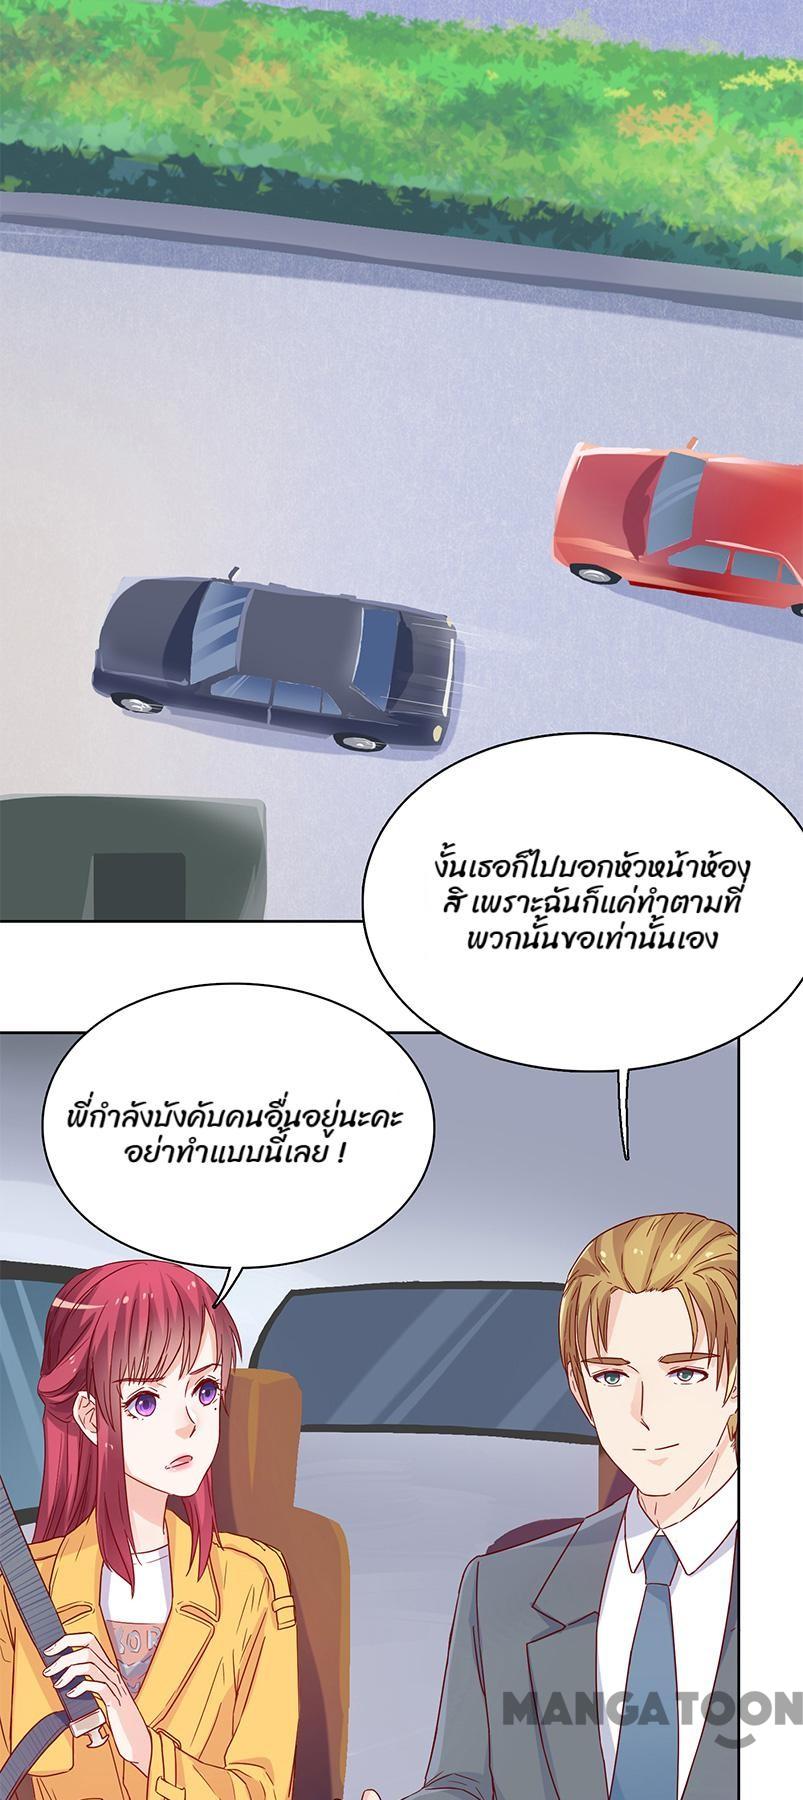 งั้นเธอก็ไปบอกหัวหน้าห้อง
สิ เพราะฉันก็แค่ทำตามที่
พวกนั้นขอเท่านั้นเอง
พี่กำลังบังคับคนอื่นอยู่นะคะ
อย่าทำแบบนี้เลย !
MANGATOON